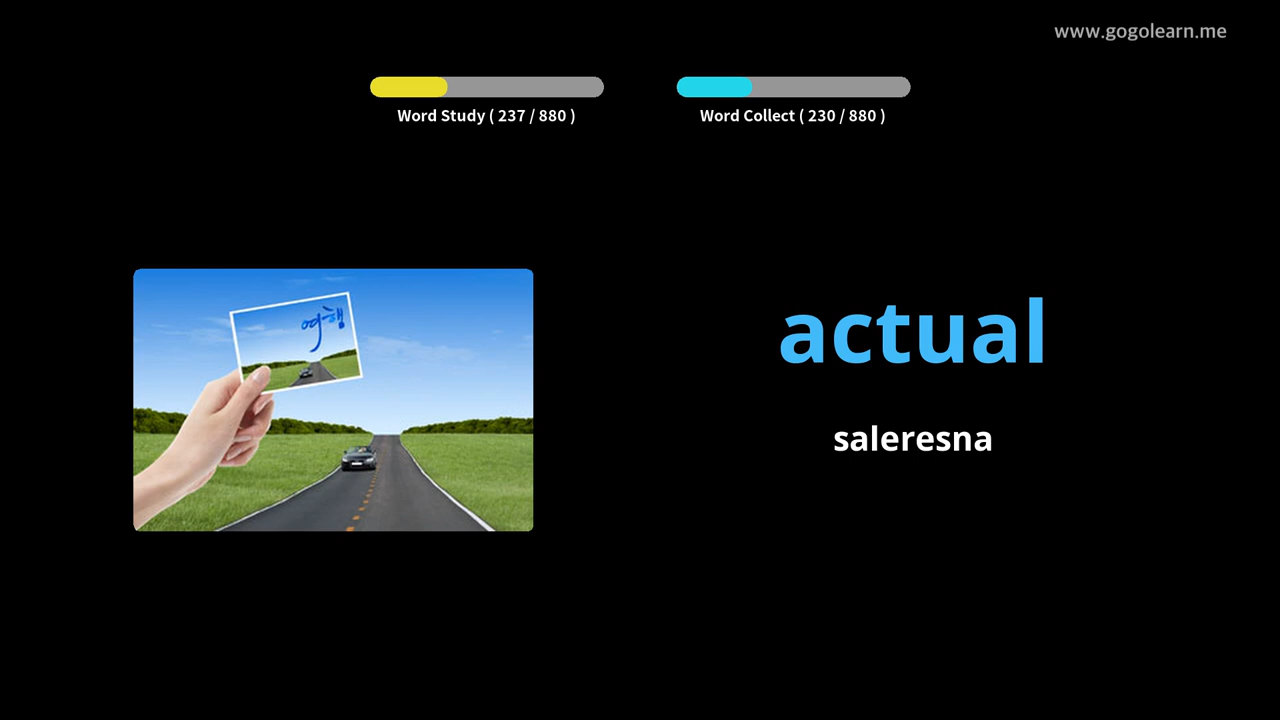 www.gogolearn.me
Word Study ( 237 / 880 )
Word Collect ( 230 / 880 )
여행
actual
saleresna